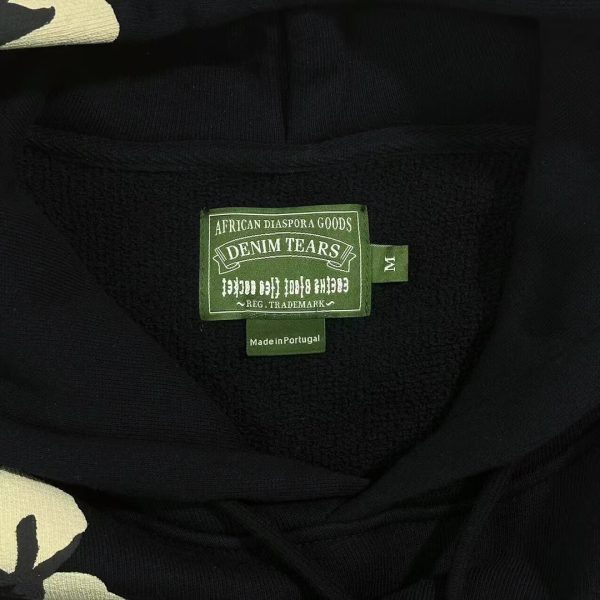 AFRICAN DIASPORA GOODS
DENIM TEARS
~REG. TRADEMARK~
M
Made in Portugal